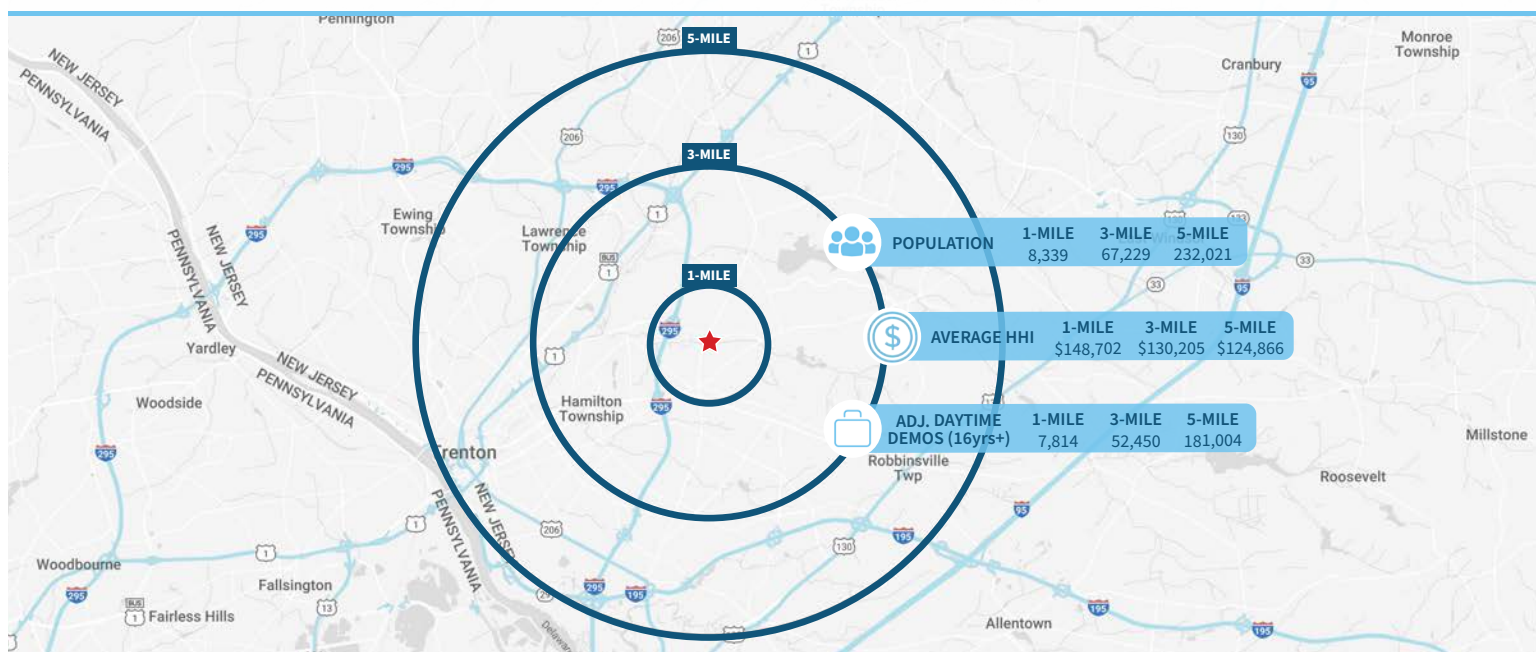 Pennington
206
5-MILE
1
Monroe
Township
Cranbury
NEW JERSEY
PENNSYLVANIA
95
206
130
3-MILE
295
295
Ewing
Township
1
Lawrence
Township
295
PENNSYLVANIA
NEW JERSEY
133
POPULATION
1-MILE 3-MILE 5-MILE
8,339 67,229 232,021
BUS
1
33
33
95
1-MILE
295
AVERAGE HHI
1-MILE 3-MILE 5-MILE
$148,702 $130,205 $124,866
$
Yardley
1
NEW JERSEY
PENNSYLVANIA
Woodside
Hamilton
Township
295
ADJ. DAYTIME
DEMOS (16yrs+)
1-MILE 3-MILE 5-MILE
7,814 52,450 181,004
Millstone
295
Trenton
Robbinsville
Twp
Roosevelt
95
NEW JERSEY
PENNSYLVANIA
1
206
195
130
1
Woodbourne
Fallsington
295
295
195
195
BUS
1
Fairless Hills
13
Allentown
195